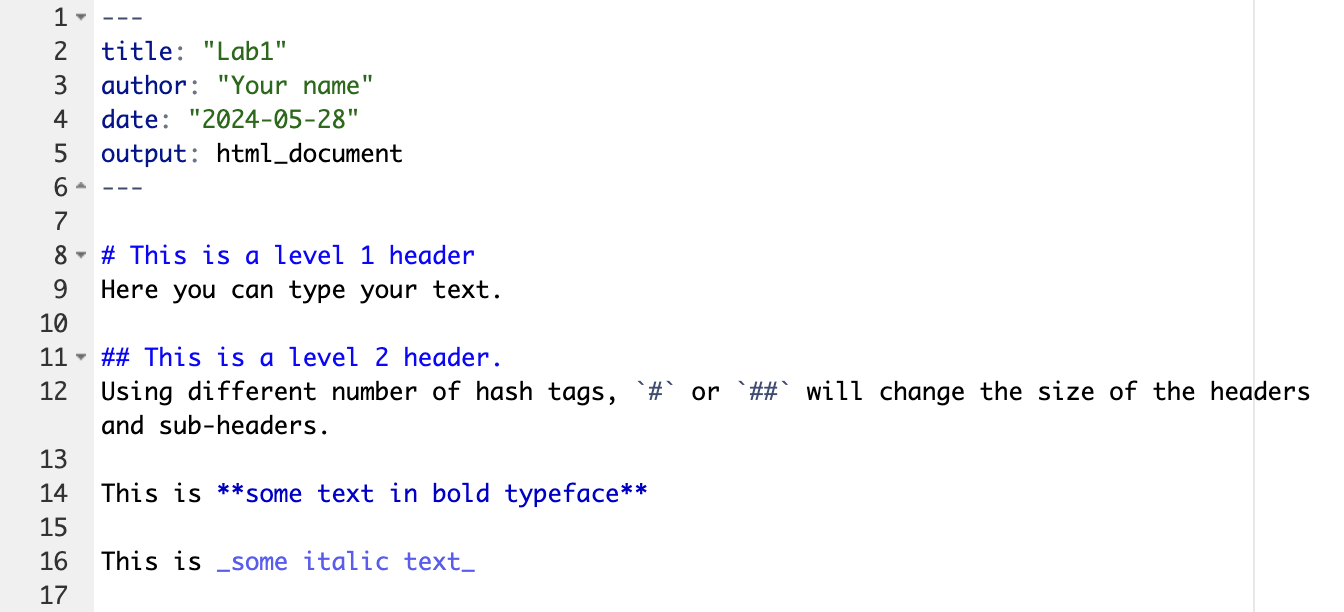 1 ---
2 title: "Lab1"
3 author: "Your name"
4 date: "2024-05-28"
5 output: html_document
6 ---
7
8 # This is a level 1 header
9 Here you can type your text.
10
11 ## This is a level 2 header.
12 Using different number of hash tags, `#` or `##` will change the size of the headers
and sub-headers.
13
14 This is **some text in bold typeface**
15
16 This is _some italic text_
17